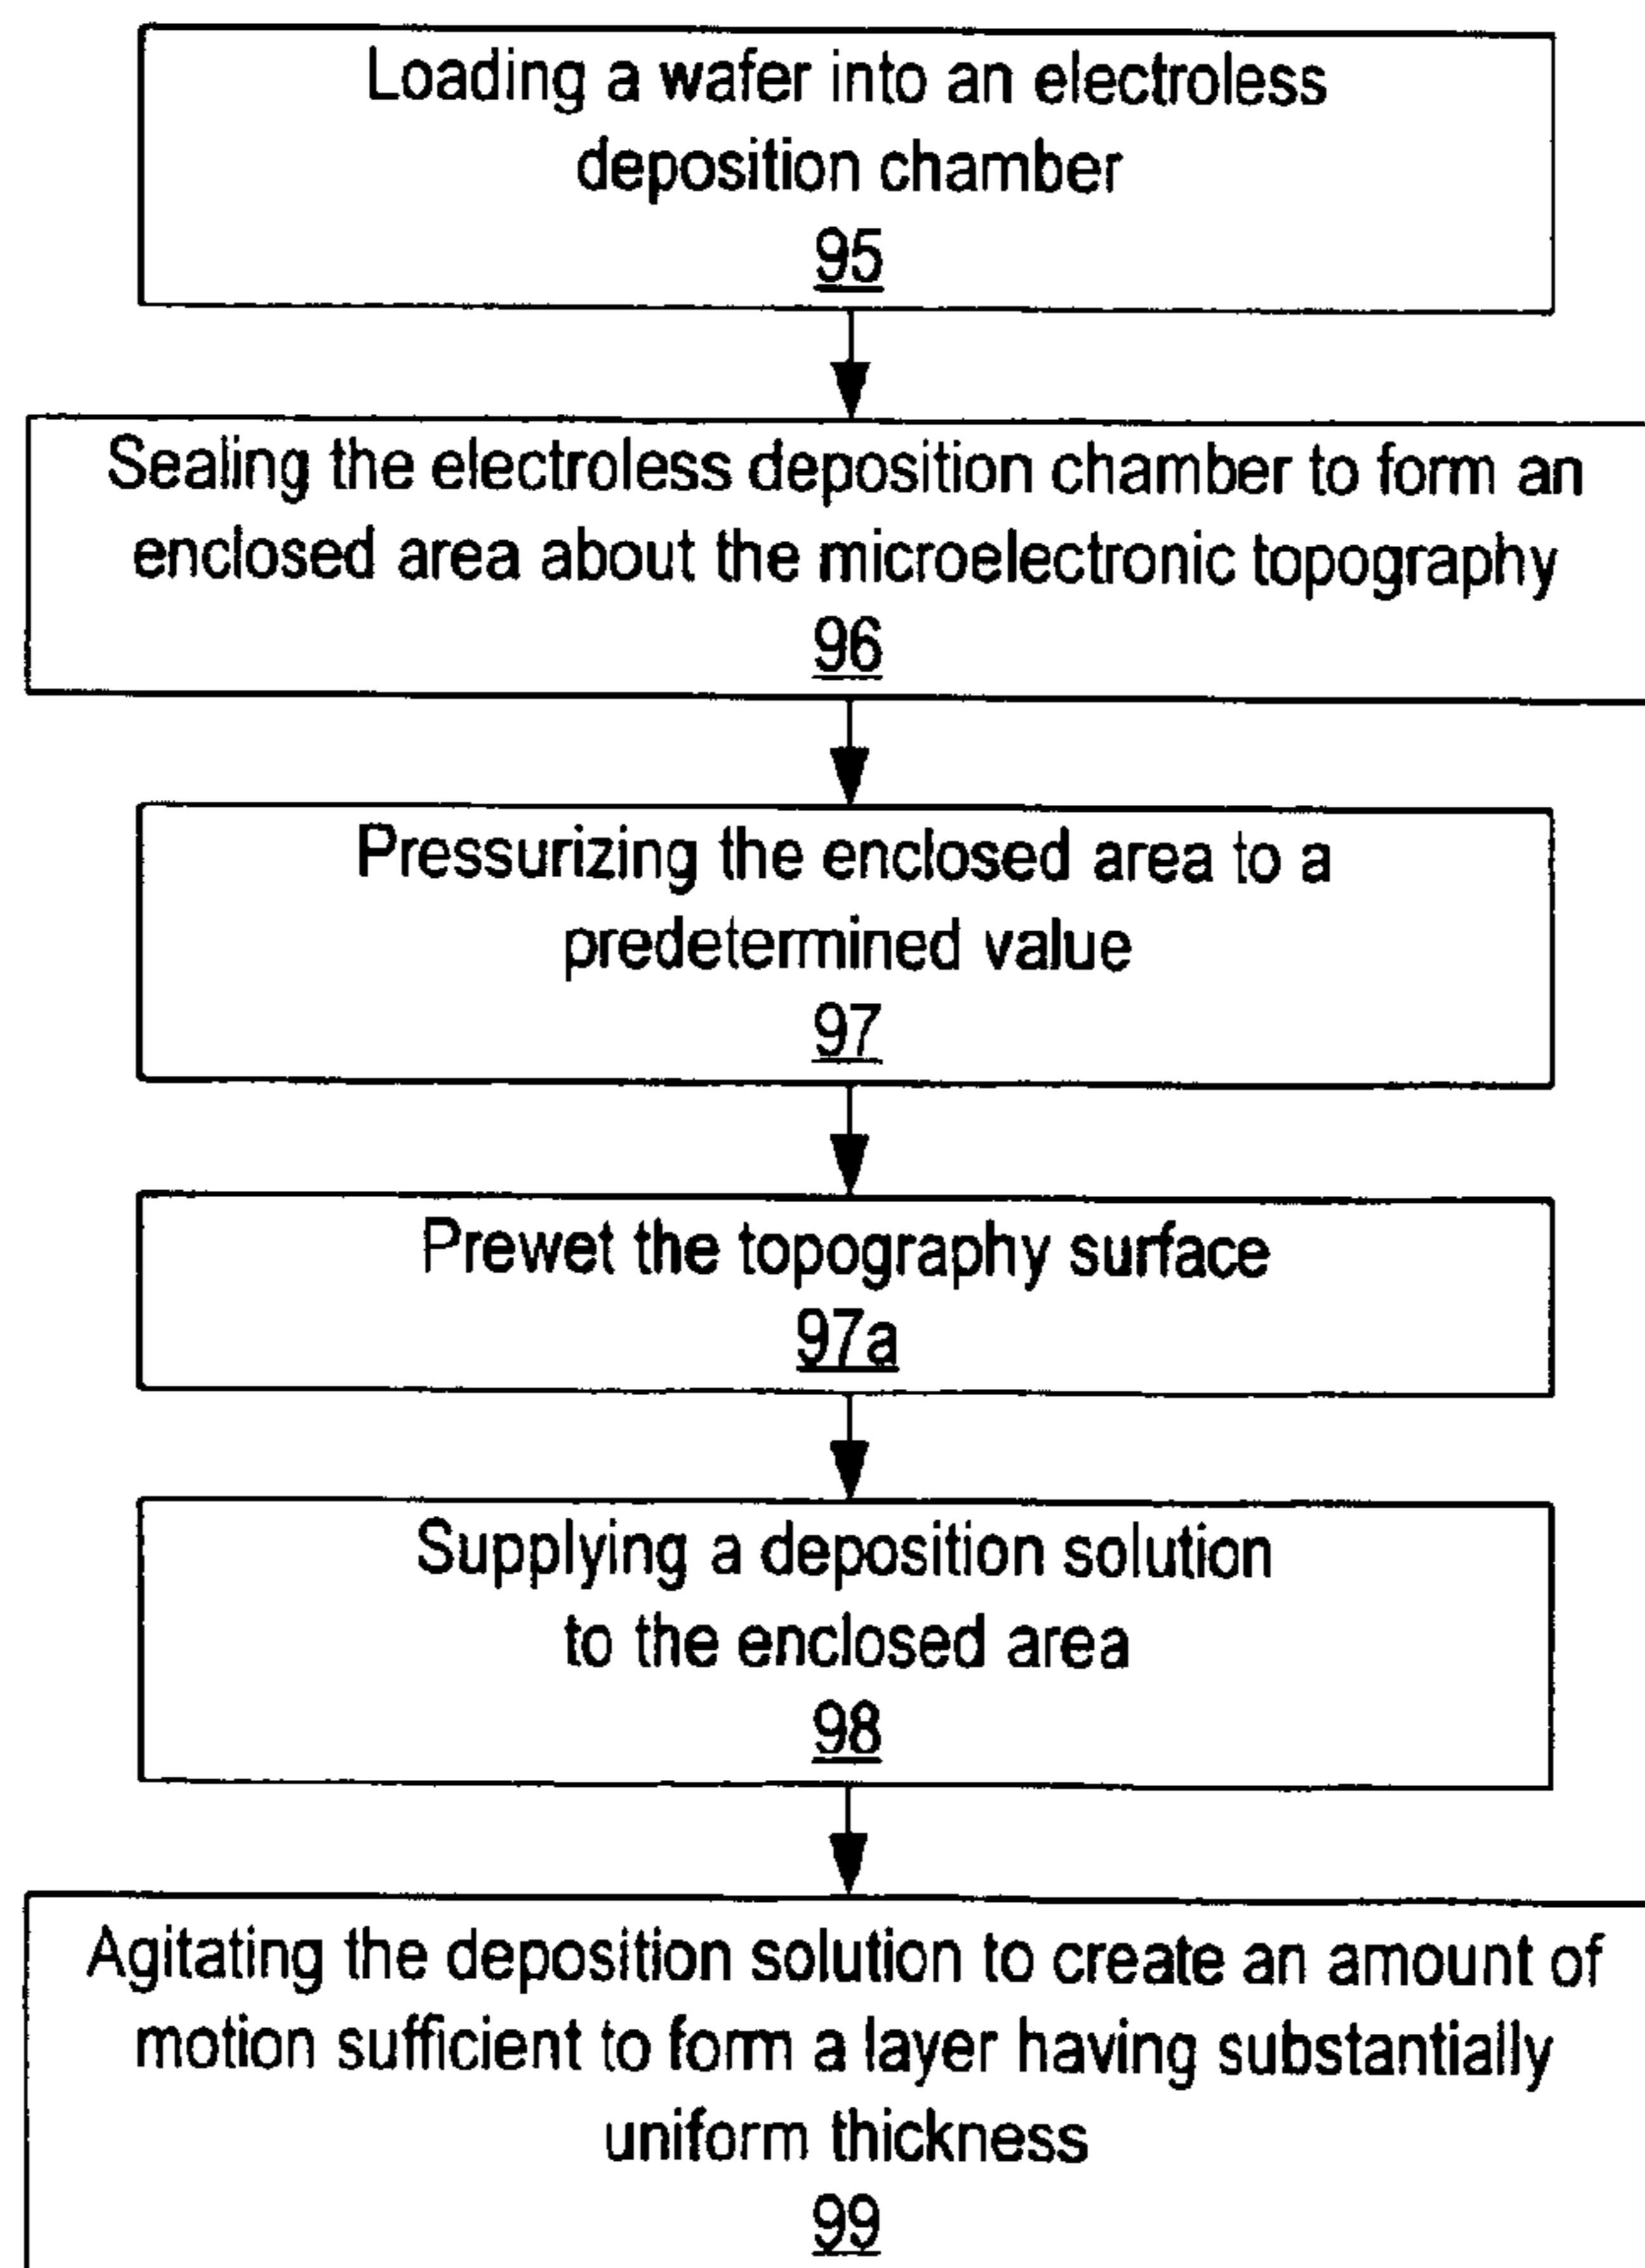 Loading a wafer into an electroless
deposition chamber
95
Sealing the electroless deposition chamber to form an
enclosed area about the microelectronic topography
96
Pressurizing the enclosed area to a
predetermined value
97
Prewet the topography surface
97a
Supplying a deposition solution
to the enclosed area
98
Agitating the deposition solution to create an amount of
motion sufficient to form a layer having substantially
uniform thickness
99